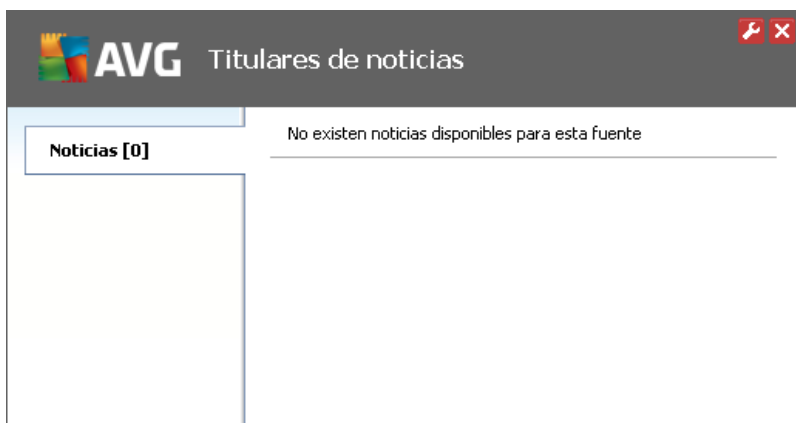 AVG Titulares de noticias
Noticias [0]
No existen noticias disponibles para esta fuente